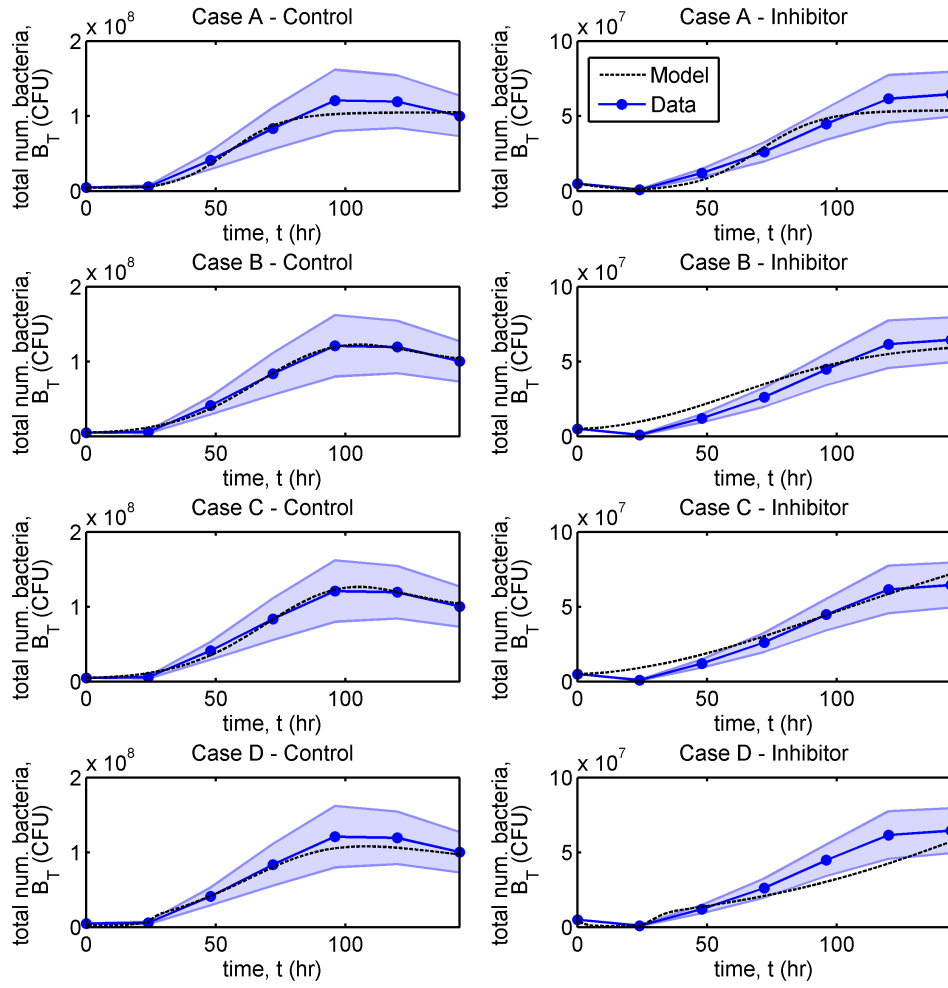 Case A - Control
x 10^8
total num. bacteria,
B_T (CFU)
2
1
0
0
50
100
time, t (hr)
Case A - Inhibitor
x 10^7
total num. bacteria,
B_T (CFU)
10
5
0
0
50
100
time, t (hr)
Model
Data
Case B - Control
x 10^8
total num. bacteria,
B_T (CFU)
2
1
0
0
50
100
time, t (hr)
Case B - Inhibitor
x 10^7
total num. bacteria,
B_T (CFU)
10
5
0
0
50
100
time, t (hr)
Case C - Control
x 10^8
total num. bacteria,
B_T (CFU)
2
1
0
0
50
100
time, t (hr)
Case C - Inhibitor
x 10^7
total num. bacteria,
B_T (CFU)
10
5
0
0
50
100
time, t (hr)
Case D - Control
x 10^8
total num. bacteria,
B_T (CFU)
2
1
0
0
50
100
time, t (hr)
Case D - Inhibitor
x 10^7
total num. bacteria,
B_T (CFU)
10
5
0
0
50
100
time, t (hr)